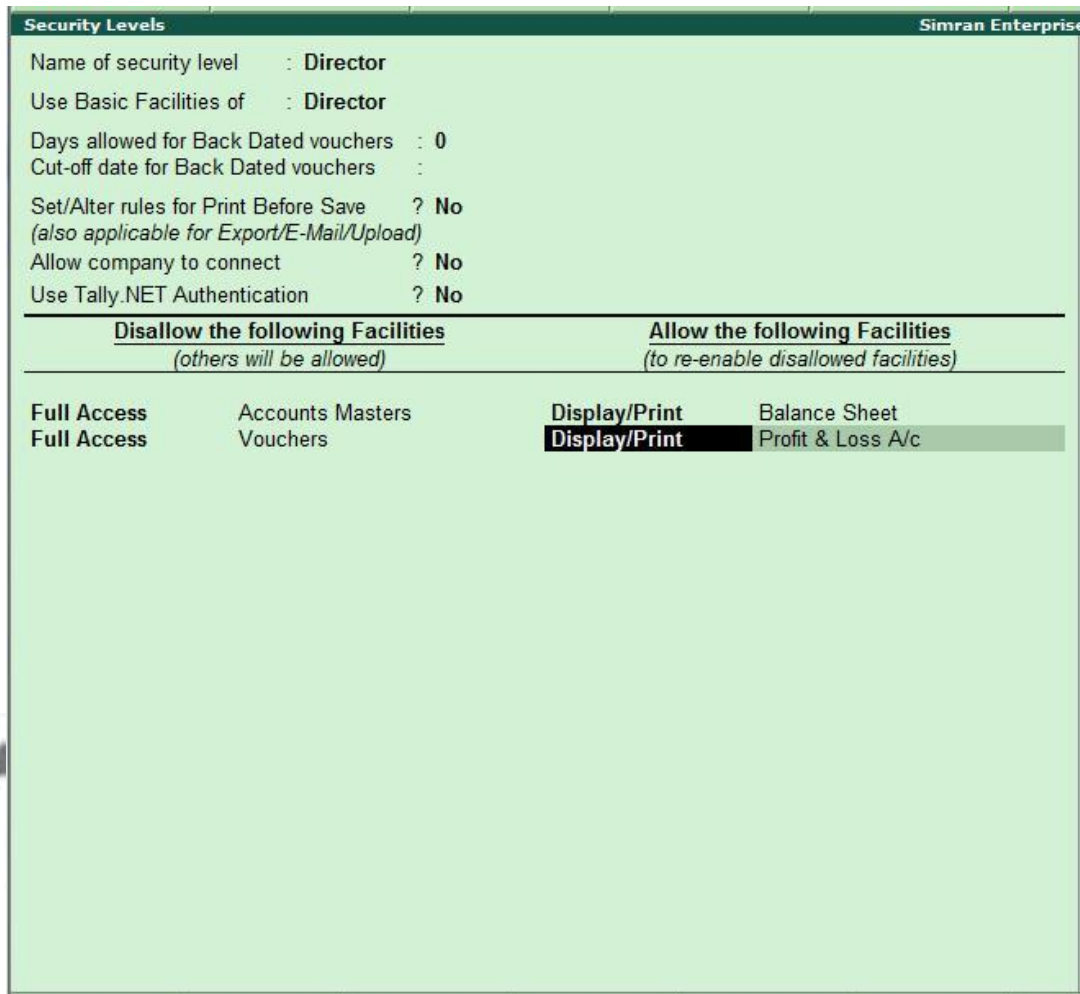 Security Levels Simran Enterprise
Name of security level : Director
Use Basic Facilities of : Director
Days allowed for Back Dated vouchers : 0
Cut-off date for Back Dated vouchers :
Set/Alter rules for Print Before Save ? No
(also applicable for Export/E-Mail/Upload)
Allow company to connect ? No
Use Tally.NET Authentication ? No
Disallow the following Facilities Allow the following Facilities
(others will be allowed) (to re-enable disallowed facilities)
Full Access Accounts Masters Display/Print Balance Sheet
Full Access Vouchers Display/Print Profit & Loss A/c